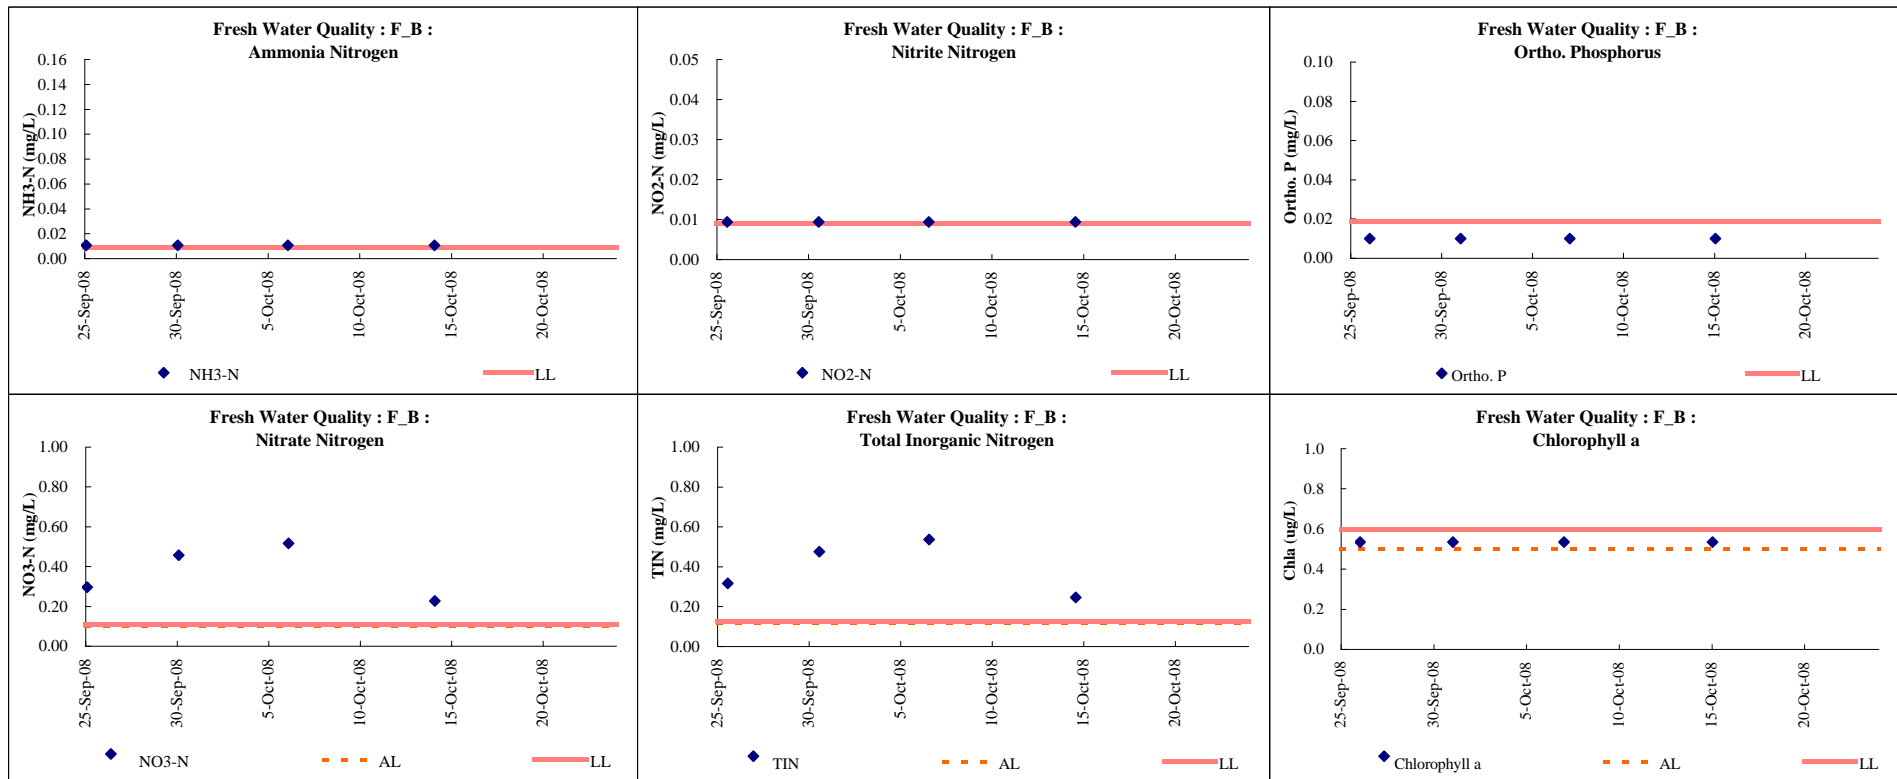 Fresh Water Quality : F_B :
Ammonia Nitrogen
NH3-N (mg/L)
0.16
0.14
0.12
0.10
0.08
0.06
0.04
0.02
0.00
25-Sep-08
30-Sep-08
5-Oct-08
10-Oct-08
15-Oct-08
20-Oct-08
NH3-N
LL
Fresh Water Quality : F_B :
Nitrite Nitrogen
NO2-N (mg/L)
0.05
0.04
0.03
0.02
0.01
0.00
25-Sep-08
30-Sep-08
5-Oct-08
10-Oct-08
15-Oct-08
20-Oct-08
NO2-N
LL
Fresh Water Quality : F_B :
Ortho. Phosphorus
Ortho. P (mg/L)
0.10
0.08
0.06
0.04
0.02
0.00
25-Sep-08
30-Sep-08
5-Oct-08
10-Oct-08
15-Oct-08
20-Oct-08
Ortho. P
LL
Fresh Water Quality : F_B :
Nitrate Nitrogen
NO3-N (mg/L)
1.00
0.80
0.60
0.40
0.20
0.00
25-Sep-08
30-Sep-08
5-Oct-08
10-Oct-08
15-Oct-08
20-Oct-08
NO3-N
AL
LL
Fresh Water Quality : F_B :
Total Inorganic Nitrogen
TIN (mg/L)
1.00
0.80
0.60
0.40
0.20
0.00
25-Sep-08
30-Sep-08
5-Oct-08
10-Oct-08
15-Oct-08
20-Oct-08
TIN
AL
LL
Fresh Water Quality : F_B :
Chlorophyll a
Chla (ug/L)
1.0
0.8
0.6
0.4
0.2
0.0
25-Sep-08
30-Sep-08
5-Oct-08
10-Oct-08
15-Oct-08
20-Oct-08
Chlorophyll a
AL
LL